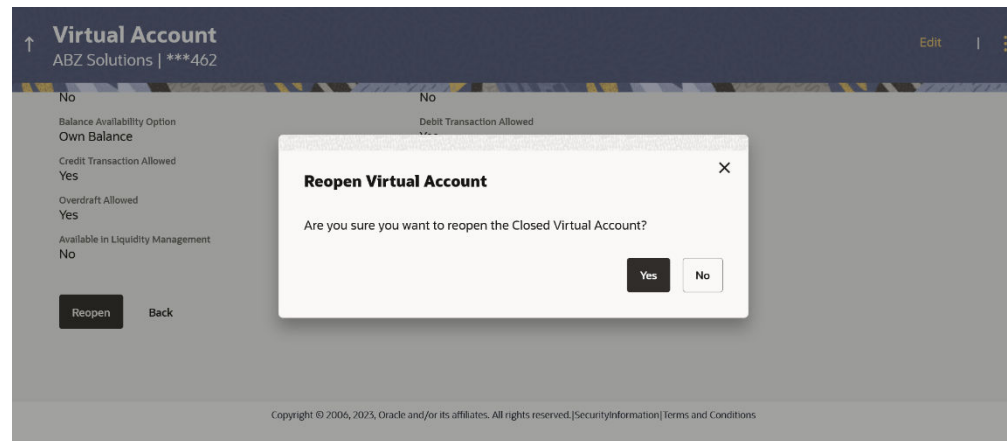 Virtual Account
ABZ Solutions | ***462
Edit
No
No
Balance Availability Option
Debit Transaction Allowed
Own Balance
Credit Transaction Allowed
Yes
Overdraft Allowed
Yes
Available in Liquidity Management
No
Reopen Virtual Account
Are you sure you want to reopen the Closed Virtual Account?
Yes
No
Reopen
Back
Copyright © 2006, 2023, Oracle and/or its affiliates. All rights reserved.|SecurityInformation|Terms and Conditions